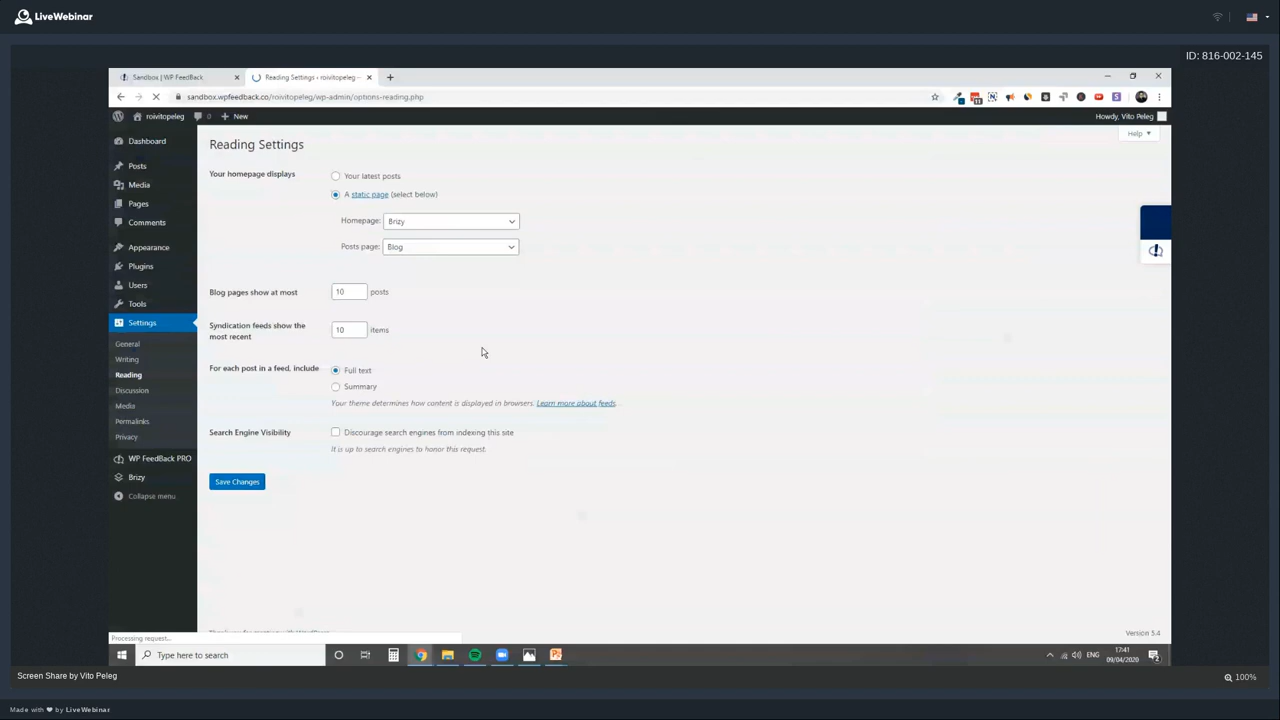 LiveWebinar
ID: 816-002-145
Sandbox | WP FeedBack
Reading Settings ‹ roivitopeleg —
sandbox.wpfeedback.co/roivitopeleg/wp-admin/options-reading.php
roivitopeleg 0 New
Howdy, Vito Peleg
Help
Dashboard
Posts
Media
Pages
Comments
Appearance
Plugins
Users
Tools
Settings
General
Writing
Reading
Discussion
Media
Permalinks
Privacy
WP FeedBack PRO
Brizy
Collapse menu
Reading Settings
Your homepage displays
Your latest posts
A static page (select below)
Homepage: Brizy
Posts page: Blog
Blog pages show at most 10 posts
Syndication feeds show the most recent 10 items
For each post in a feed, include
Full text
Summary
Your theme determines how content is displayed in browsers. Learn more about feeds.
Search Engine Visibility
Discourage search engines from indexing this site
It is up to search engines to honor this request.
Save Changes
Version 5.4
Processing request...
Type here to search
ENG
17:41
09/04/2020
Screen Share by Vito Peleg
100%
Made with ❤ by LiveWebinar